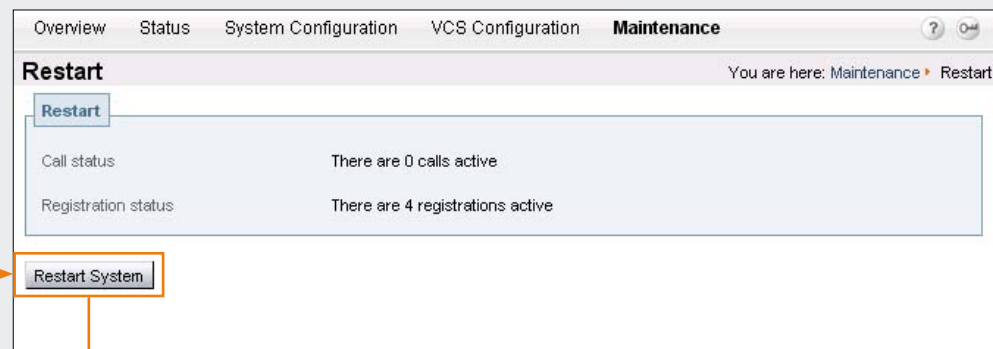 Overview Status System Configuration VCS Configuration Maintenance ?
Restart You are here: Maintenance Restart
Restart
Call status There are 0 calls active
Registration status There are 4 registrations active
Restart System